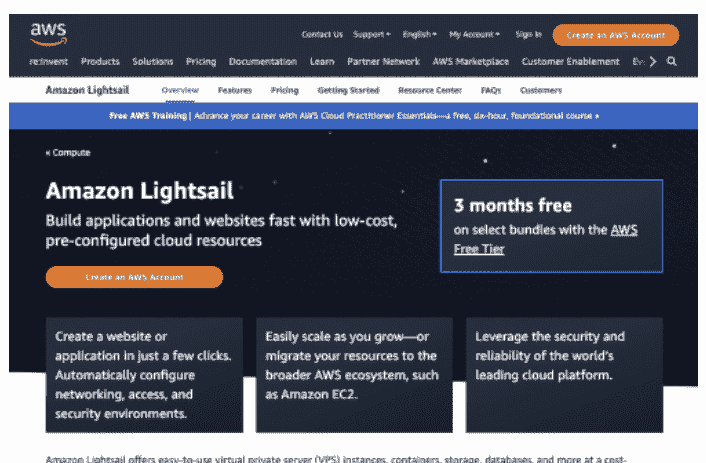 aws
Contact Us Support English My Account Sign In Create an AWS Account
re:Invent Products Solutions Pricing Documentation Learn Partner Network AWS Marketplace Customer Enablement Ev
Amazon Lightsail Overview Features Pricing Getting Started Resource Center FAQs Customers
Free AWS Training | Advance your career with AWS Cloud Practitioner Essentials—a free, six-hour, foundational course »
« Compute
Amazon Lightsail
Build applications and websites fast with low-cost,
pre-configured cloud resources
Create an AWS Account
3 months free
on select bundles with the AWS
Free Tier
Create a website or
application in just a few clicks.
Automatically configure
networking, access, and
security environments.
Easily scale as you grow—or
migrate your resources to the
broader AWS ecosystem, such
as Amazon EC2.
Leverage the security and
reliability of the world's
leading cloud platform.
Amazon Lightsail offers easy-to-use virtual private server (VPS) instances, containers, storage, databases, and more at a cost-